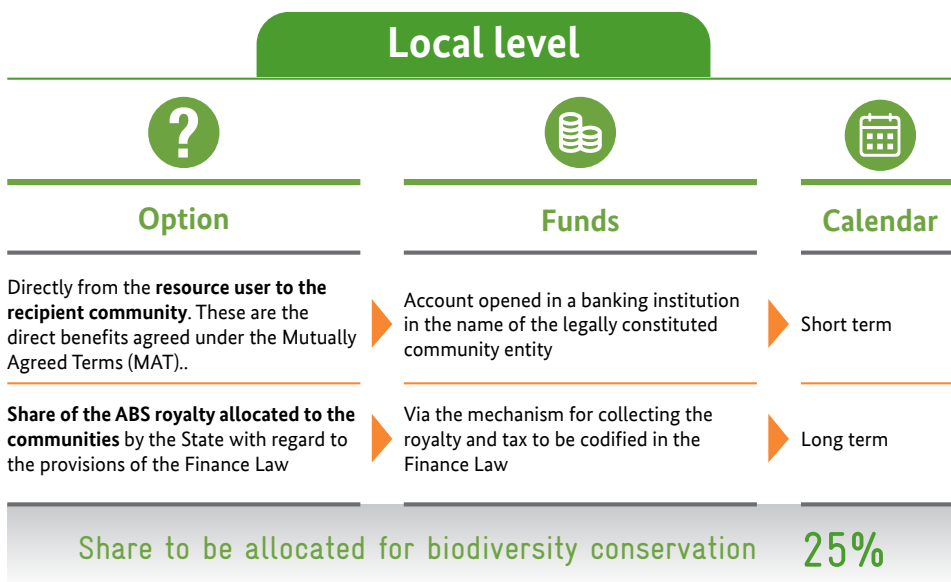 Local level
?
Option
Funds
Calendar
Directly from the resource user to the
recipient community. These are the
direct benefits agreed under the Mutually
Agreed Terms (MAT)..
Account opened in a banking institution
in the name of the legally constituted
community entity
Short term
Share of the ABS royalty allocated to the
communities by the State with regard to
the provisions of the Finance Law
Via the mechanism for collecting the
royalty and tax to be codified in the
Finance Law
Long term
Share to be allocated for biodiversity conservation 25%